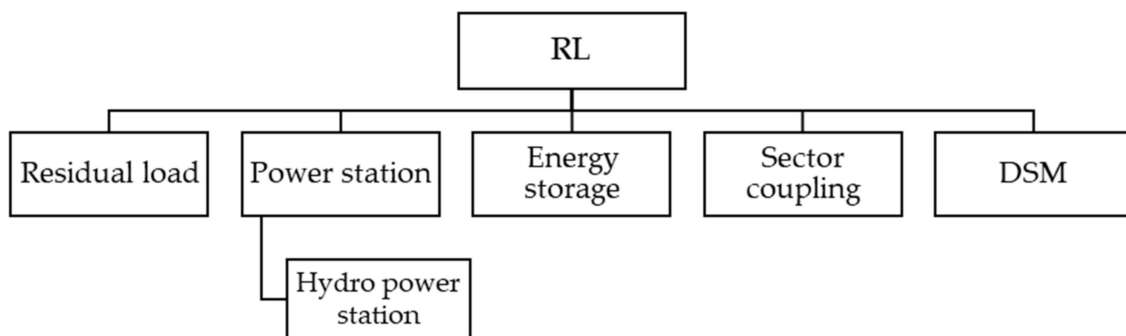 RL
Residual load
Power station
Energy
storage
Sector
coupling
DSM
Hydro power
station